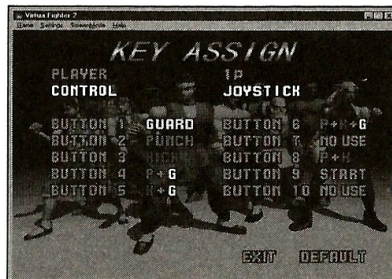 Virtua Fighter 2
Game Settings ScreenMode Help
KEY ASSIGN
PLAYER 1P
CONTROL JOYSTICK
BUTTON 1 GUARD BUTTON 6 P+K+G
BUTTON 2 PUNCH BUTTON 7 NO USE
BUTTON 3 KICK BUTTON 8 P+K
BUTTON 4 P+G BUTTON 9 START
BUTTON 5 K+G BUTTON 10 NO USE
EXIT DEFAULT